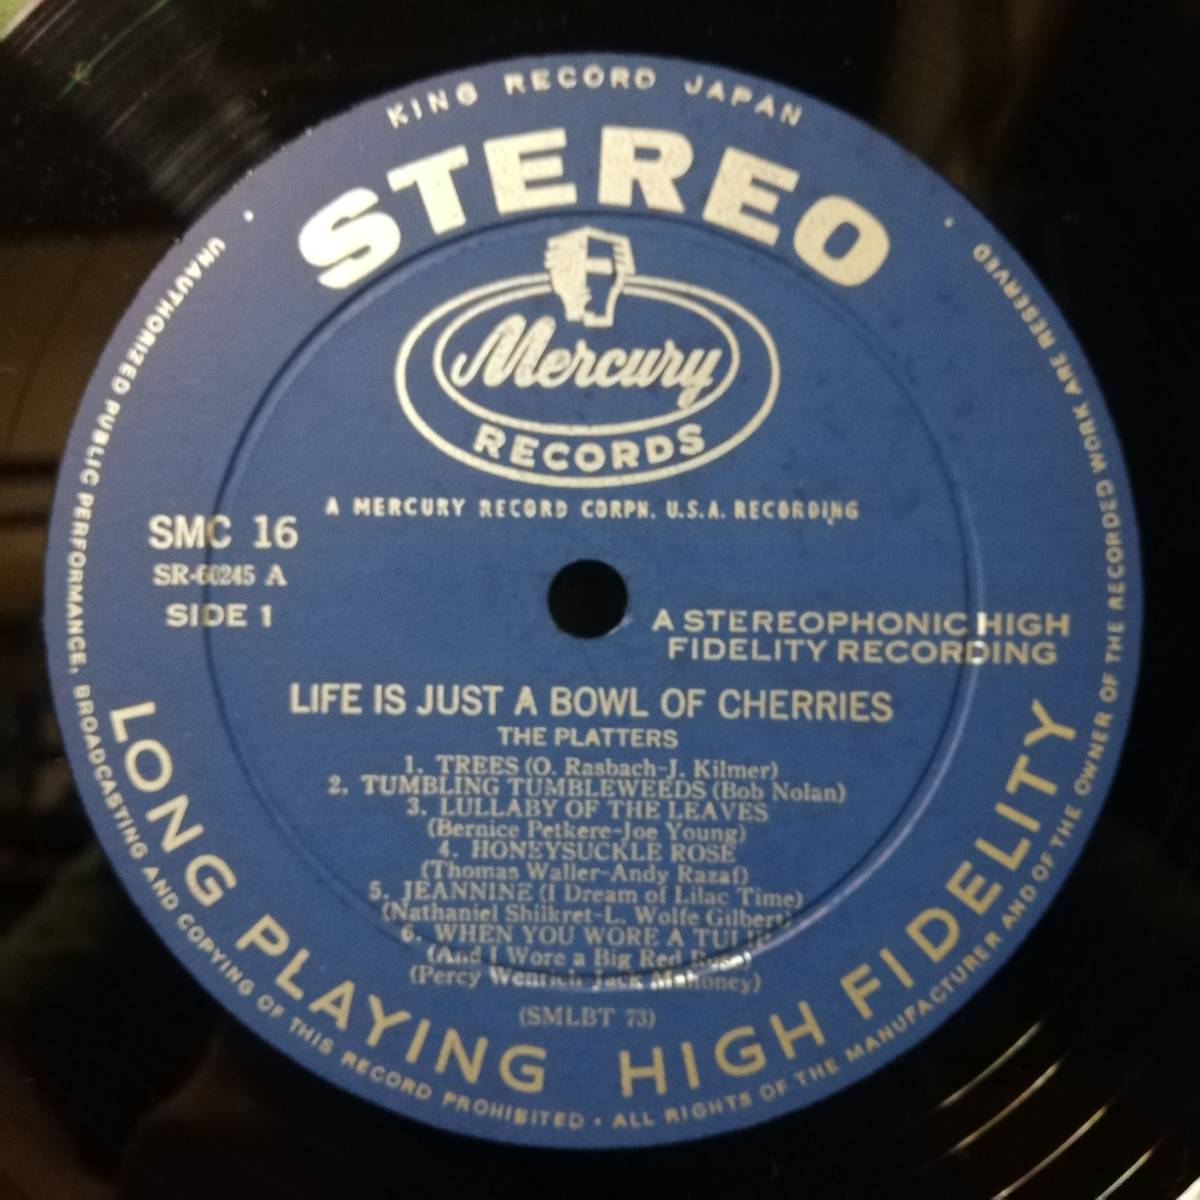 KING RECORD JAPAN
STEREO
Mercury
RECORDS
A MERCURY RECORD CORPN. U.S.A. RECORDING
SMC 16
SR-60245 A
SIDE 1
A STEREOPHONIC HIGH
FIDELITY RECORDING
LIFE IS JUST A BOWL OF CHERRIES
THE PLATTERS
1. TREES (O. Rasbach-J. Kilmer)
2. TUMBLING TUMBLEWEEDS (Bob Nolan)
3. LULLABY OF THE LEAVES
(Bernice Petkere-Joe Young)
4. HONEYSUCKLE ROSE
(Thomas Waller-Andy Razaf)
5. JEANNINE (I Dream of Lilac Time)
(Nathaniel Shilkret-L. Wolfe Gilbert)
6. WHEN YOU WORE A TULIP
(And I Wore a Big Red Rose)
(Percy Wenrich-Jack Mahoney)
(SMLBT 73)
LONG PLAYING HIGH FIDELITY
UNAUTHORIZED PUBLIC PERFORMANCE, BROADCASTING AND COPYING OF THIS RECORD PROHIBITED • ALL RIGHTS OF THE MANUFACTURER AND OF THE OWNER OF THE RECORDED WORK ARE RESERVED